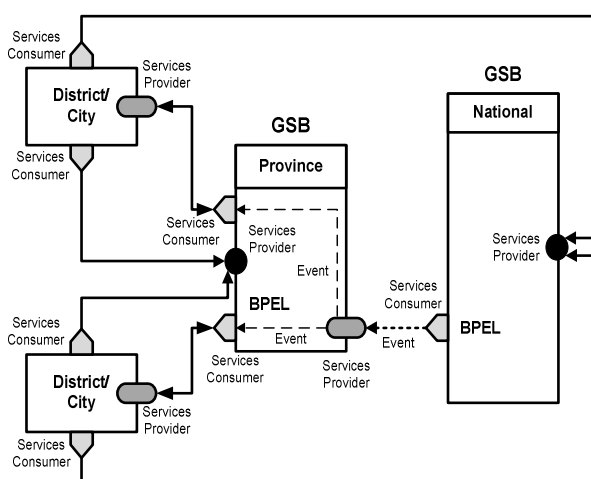 Services
Consumer
Services
Provider
District/
City
Services
Consumer
GSB
Province
Services
Consumer
Services
Provider
Event
BPEL
Event
Services
Consumer
Services
Provider
GSB
National
Services
Provider
Services
Consumer
BPEL
Event
Services
Consumer
District/
City
Services
Provider
Services
Consumer